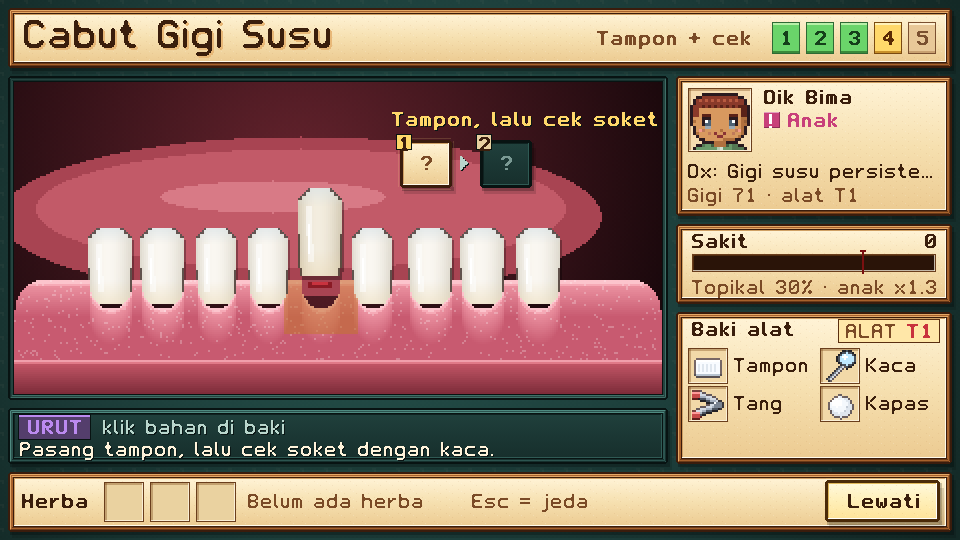 Cabut Gigi Susu
Tampon + cek
1 2 3 4 5
Tampon, lalu cek soket
1 2
? ?
Dik Bima
Anak
Dx: Gigi susu persiste...
Gigi 71 · alat T1
Sakit 0
Topikal 30% · anak x1.3
Baki alat
ALAT T1
Tampon
Kaca
Tang
Kapas
URUT klik bahan di baki
Pasang tampon, lalu cek soket dengan kaca.
Herba
Belum ada herba
Esc = jeda
Lewati